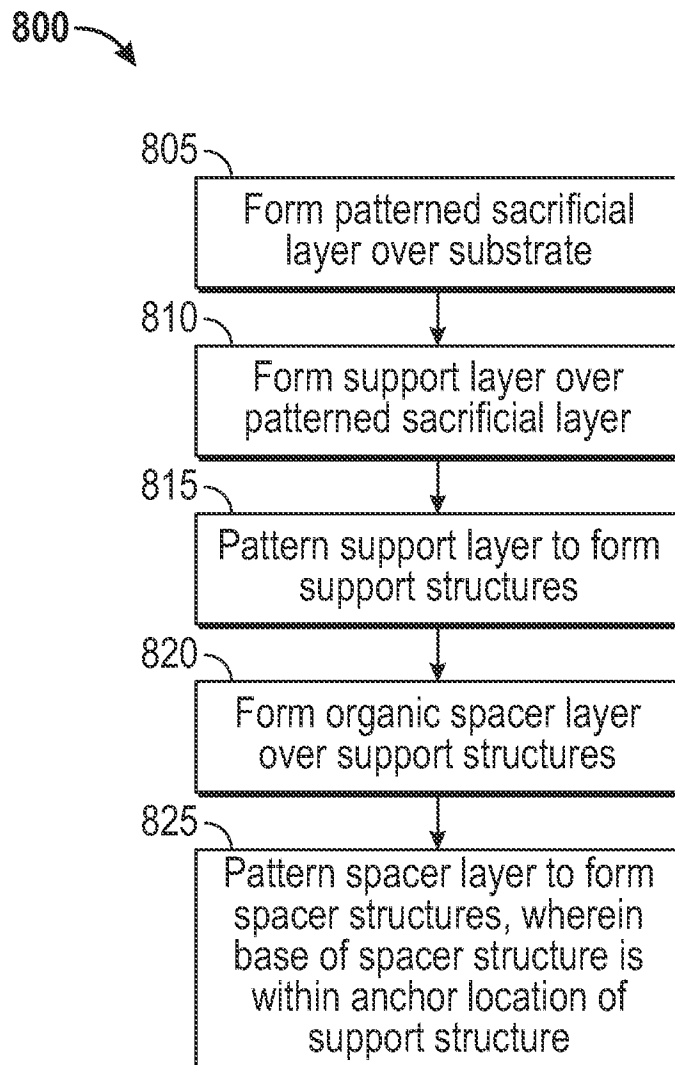 800
805
Form patterned sacrificial
layer over substrate
810
Form support layer over
patterned sacrificial layer
815
Pattern support layer to form
support structures
820
Form organic spacer layer
over support structures
825
Pattern spacer layer to form
spacer structures, wherein
base of spacer structure is
within anchor location of
support structure